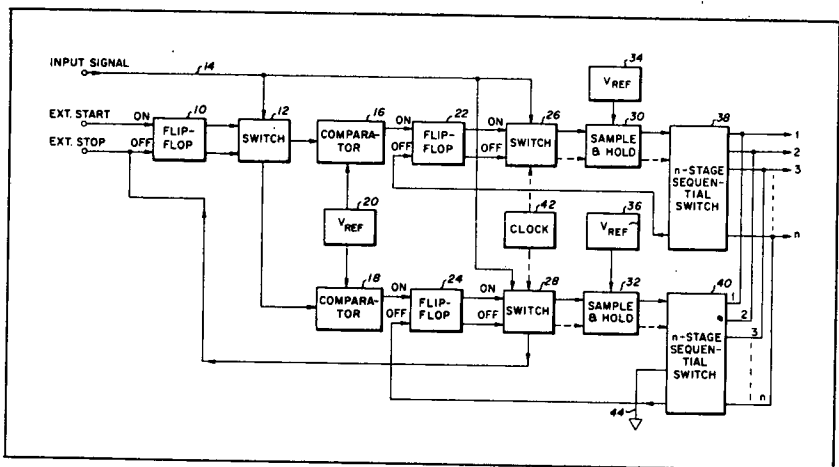 INPUT SIGNAL
14
EXT. START
ON
10
FLIP-
FLOP
EXT. STOP
OFF
12
SWITCH
16
COMPARA-
TOR
ON
22
FLIP-
FLOP
OFF
ON
OFF
26
SWITCH
34
VREF
30
SAMPLE
& HOLD
38
n-STAGE
SEQUEN-
TIAL
SWITCH
1
2
3
n
20
VREF
42
CLOCK
36
VREF
18
COMPARA-
TOR
ON
OFF
24
FLIP-
FLOP
ON
OFF
28
SWITCH
32
SAMPLE
& HOLD
40
n-STAGE
SEQUEN-
TIAL
SWITCH
1
2
3
n
44